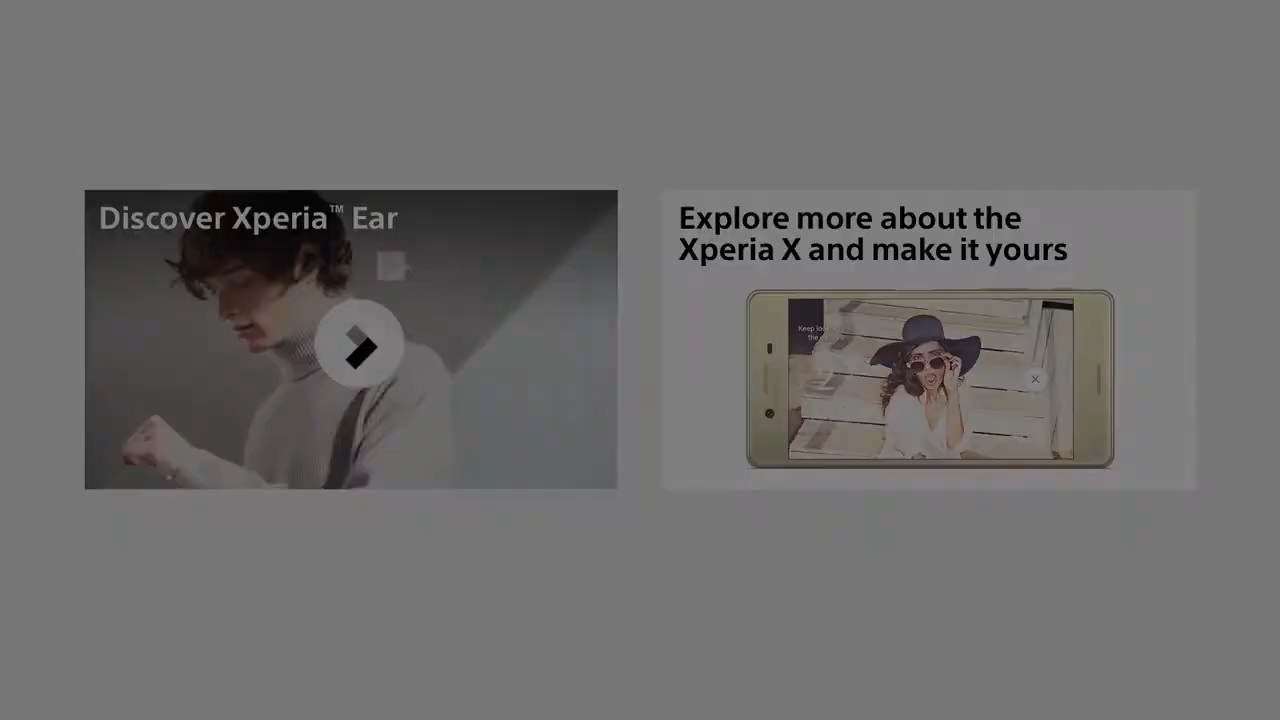 Discover Xperia™ Ear
Explore more about the
Xperia X and make it yours